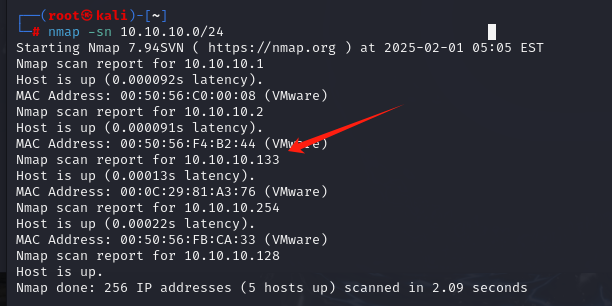 ┌──(root㉿kali)-[~]
└─# nmap -sn 10.10.10.0/24
Starting Nmap 7.94SVN ( https://nmap.org ) at 2025-02-01 05:05 EST
Nmap scan report for 10.10.10.1
Host is up (0.000092s latency).
MAC Address: 00:50:56:C0:00:08 (VMware)
Nmap scan report for 10.10.10.2
Host is up (0.000091s latency).
MAC Address: 00:50:56:F4:B2:44 (VMware)
Nmap scan report for 10.10.10.133
Host is up (0.00013s latency).
MAC Address: 00:0C:29:81:A3:76 (VMware)
Nmap scan report for 10.10.10.254
Host is up (0.00022s latency).
MAC Address: 00:50:56:FB:CA:33 (VMware)
Nmap scan report for 10.10.10.128
Host is up.
Nmap done: 256 IP addresses (5 hosts up) scanned in 2.09 seconds